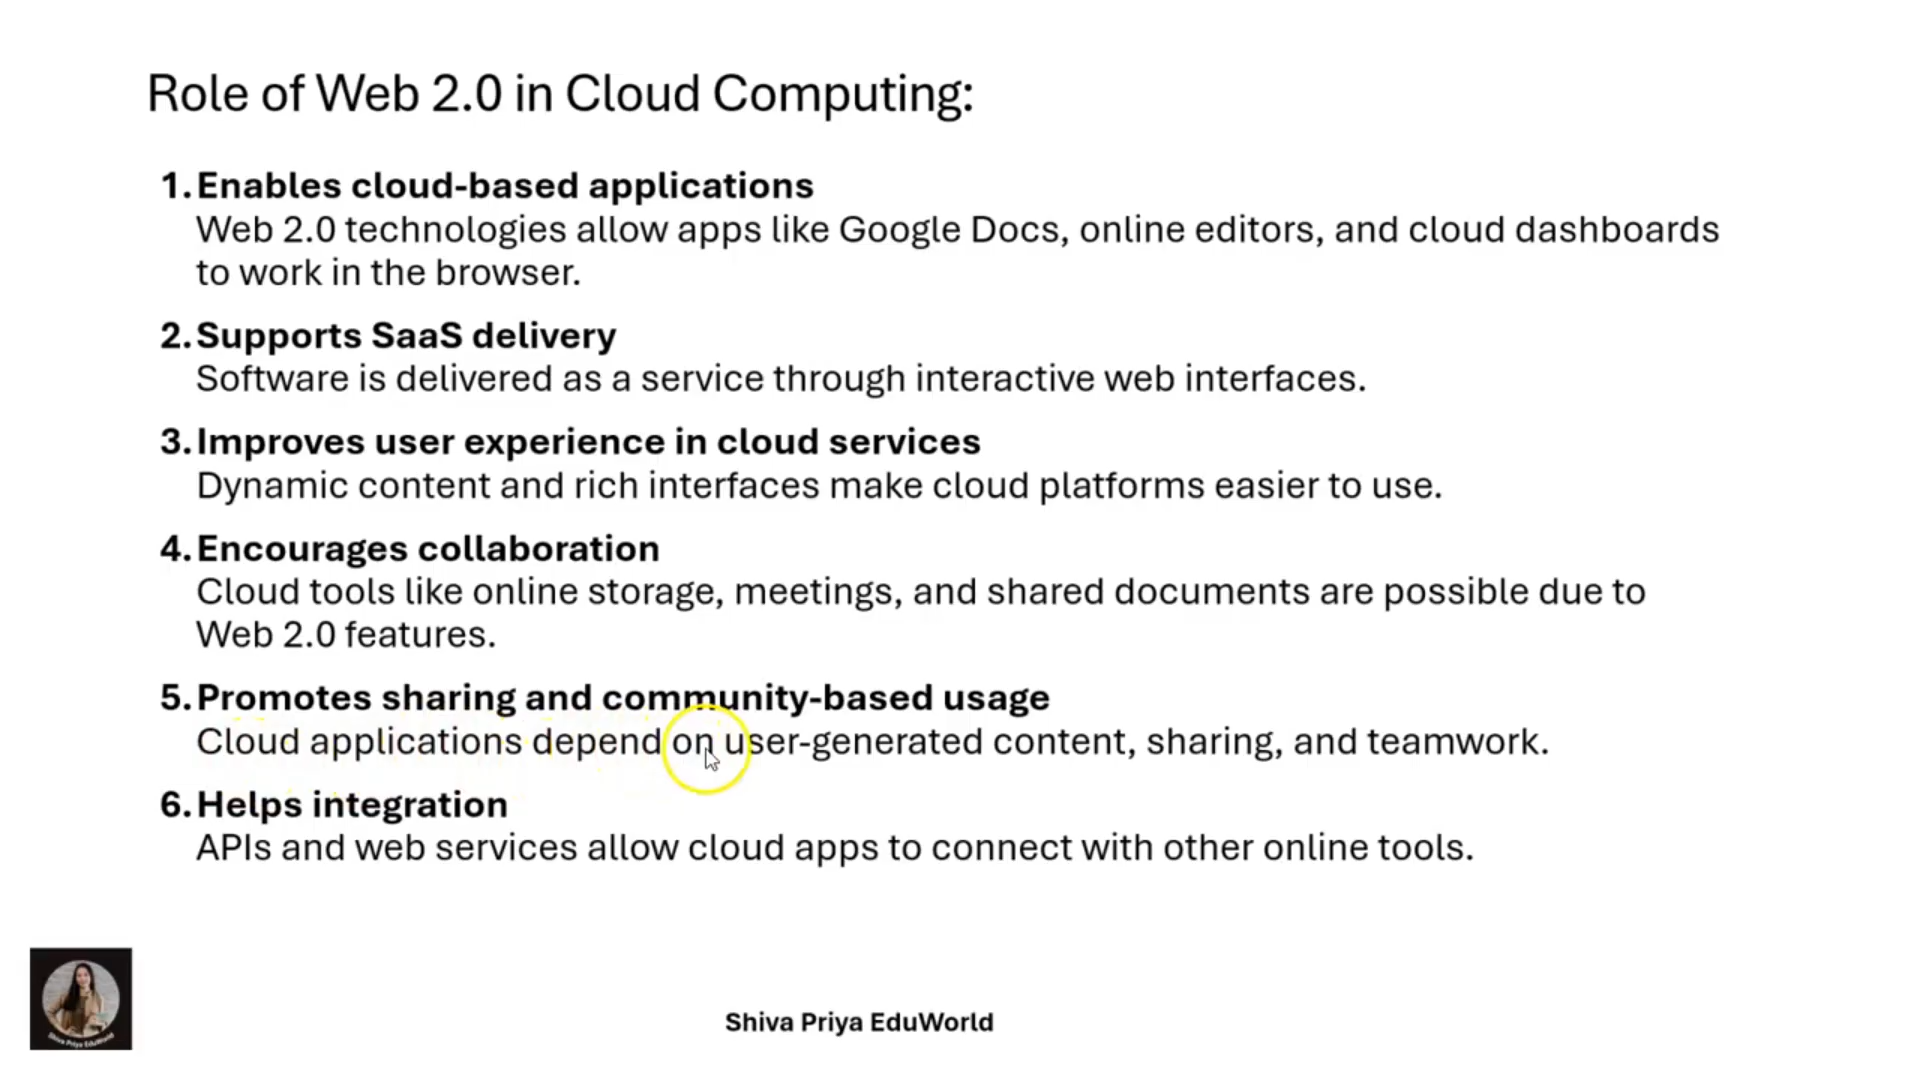 Role of Web 2.0 in Cloud Computing:
1. Enables cloud-based applications
Web 2.0 technologies allow apps like Google Docs, online editors, and cloud dashboards
to work in the browser.
2. Supports SaaS delivery
Software is delivered as a service through interactive web interfaces.
3. Improves user experience in cloud services
Dynamic content and rich interfaces make cloud platforms easier to use.
4. Encourages collaboration
Cloud tools like online storage, meetings, and shared documents are possible due to
Web 2.0 features.
5. Promotes sharing and community-based usage
Cloud applications depend on user-generated content, sharing, and teamwork.
6. Helps integration
APIs and web services allow cloud apps to connect with other online tools.
Shiva Priya EduWorld
Shiva Priya EduWorld